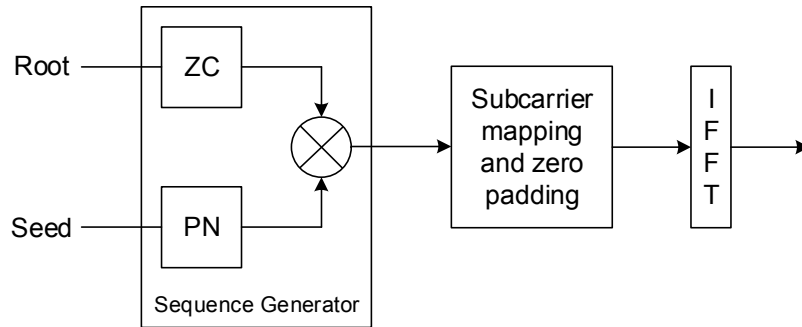 Root
ZC
Seed
PN
Sequence Generator
Subcarrier
mapping
and zero
padding
I
F
F
T